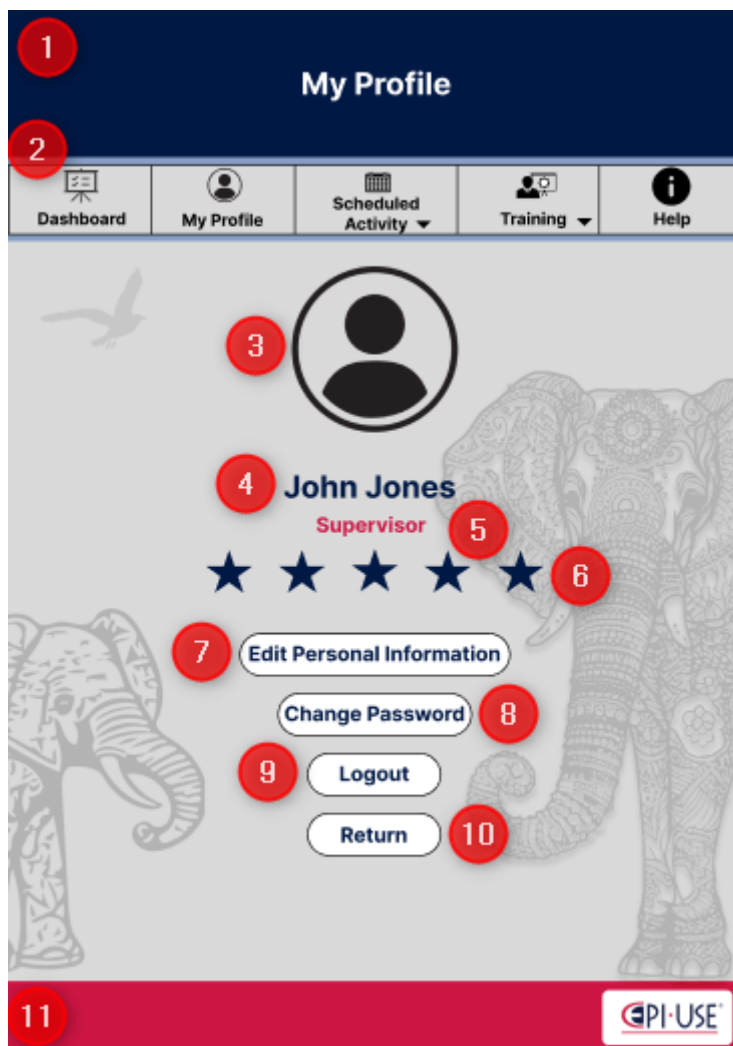 1
My Profile
2
Dashboard
My Profile
Scheduled
Activity
Training
Help
3
4
John Jones
Supervisor
5
6
7
Edit Personal Information
Change Password
8
9
Logout
Return
10
11
EPI·USE